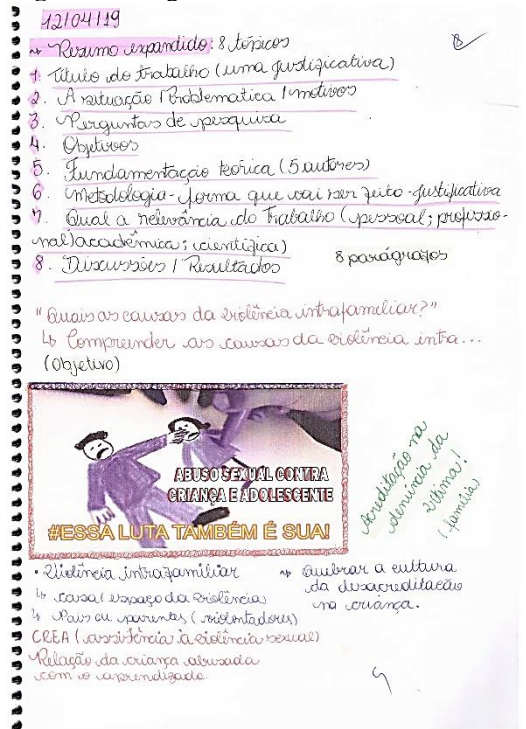 12/04/19
Resumo expandido: 8 tópicos
1. Título do trabalho (uma justificativa)
2. A situação / Problematica / motivos
3. Perguntas de pesquisa
4. Objetivos
5. Fundamentação teórica (5 autores)
6. Metodologia - forma que vai ser feito - justificativa
7. Qual a relevância do Trabalho (pessoal; professio-
nal/acadêmica; científica)
8. Discussões / Resultados
8 parágrafos
"Quais as causas da violência intrafameliar?"
↳ Compreender as causas da violência intra...
(Objetivo)
ABUSO SEXUAL CONTRA
CRIANÇA E ADOLESCENTE
#ESSA LUTA TAMBÉM É SUA!
Acreditação na
denuncia da
vítima!
(família)
• Violência intrafamiliar
↳ casa/espaço da violência
↳ Pais ou parentes (violentadores)
CREA (assistência à violência sexual)
Relação da criança abusada
com o aprendizado
Quebrar a cultura
da desacreditação
na criança.